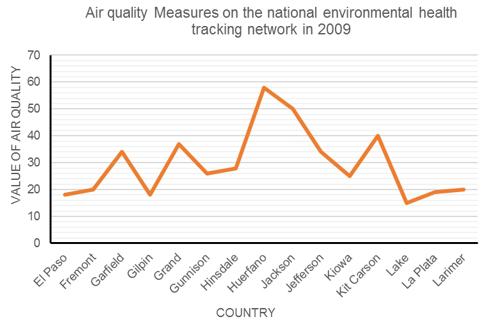 Air quality Measures on the national environmental health
tracking network in 2009
VALUE OF AIR QUALITY
70
60
50
40
30
20
10
0
El Paso
Fremont
Garfield
Gilpin
Grand
Gunnison
Hinsdale
Huerfano
Jackson
Jefferson
Kiowa
Kit Carson
Lake
La Plata
Larimer
COUNTRY